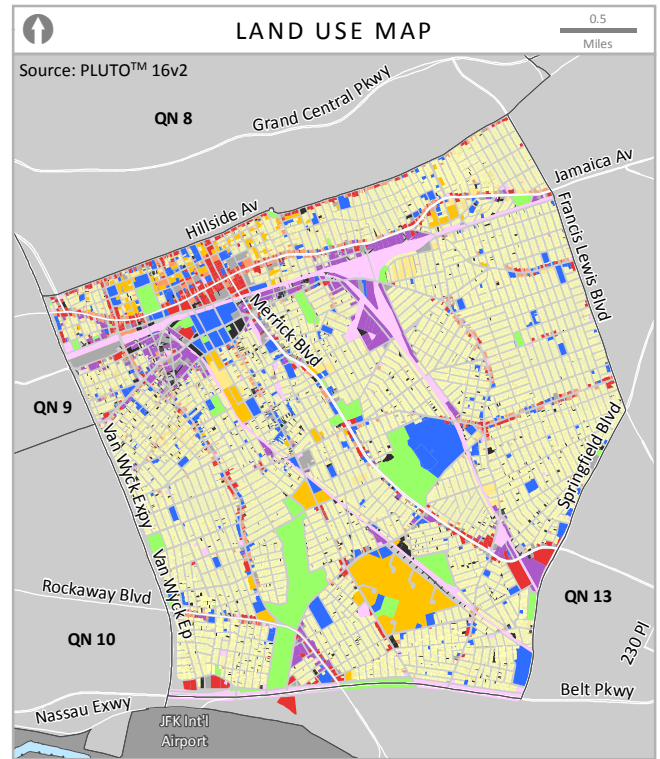 LAND USE MAP
0.5
Miles
Source: PLUTO™ 16v2
Grand Central Pkwy
QN 8
Jamaica Av
Hillside Av
Francis Lewis Blvd
Merrick Blvd
QN 9
Springfield Blvd
Van Wyck Expy
Van Wyck Ep
Rockaway Blvd
QN 13
QN 10
230 Pl
Belt Pkwy
Nassau Exwy
JFK Int'l
Airport